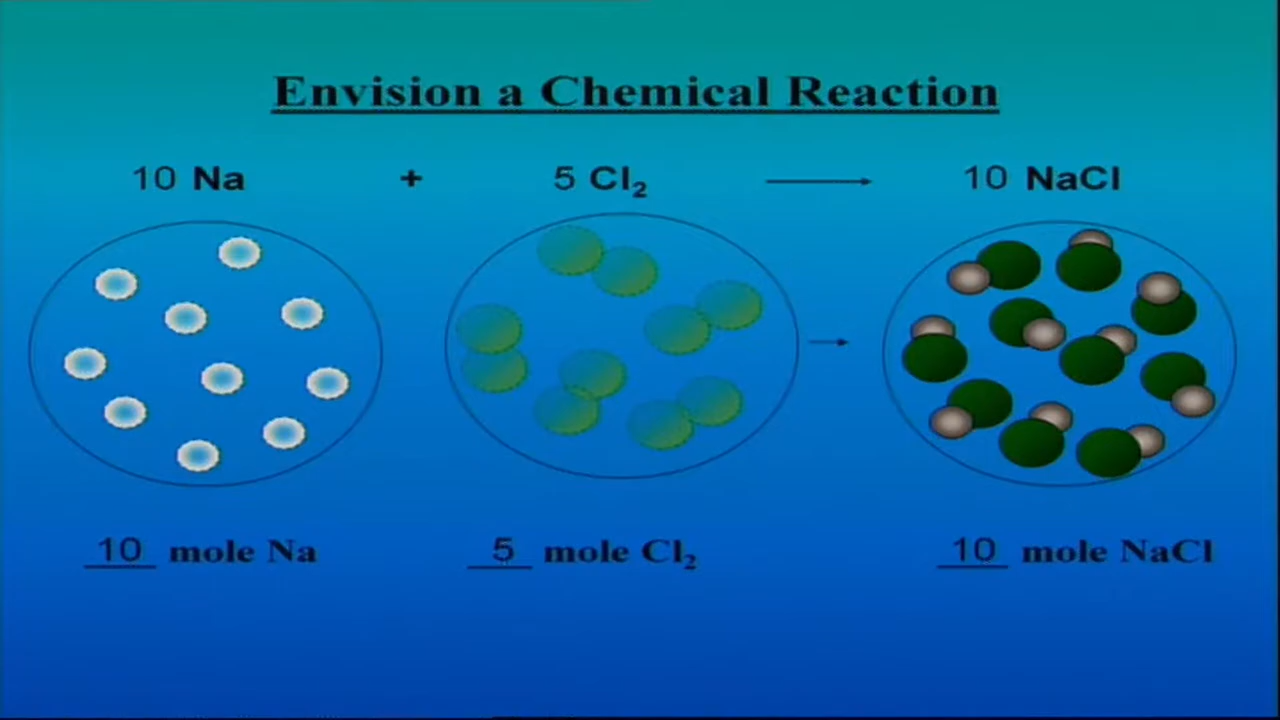 Envision a Chemical Reaction
10 Na + 5 Cl₂ → 10 NaCl
10 mole Na 5 mole Cl₂ 10 mole NaCl